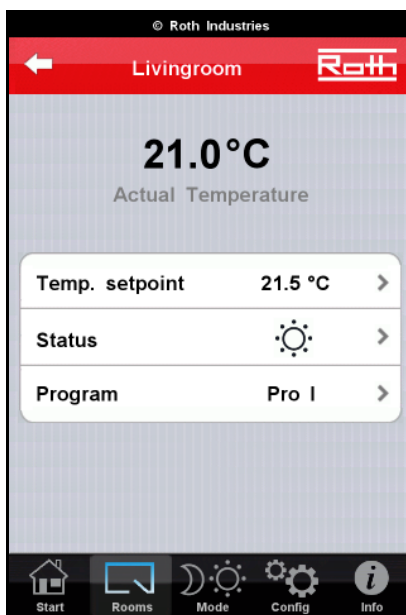 © Roth Industries
Livingroom
Roth
21.0°C
Actual Temperature
Temp. setpoint 21.5 °C
Status
Program Pro I
Start Rooms Mode Config Info